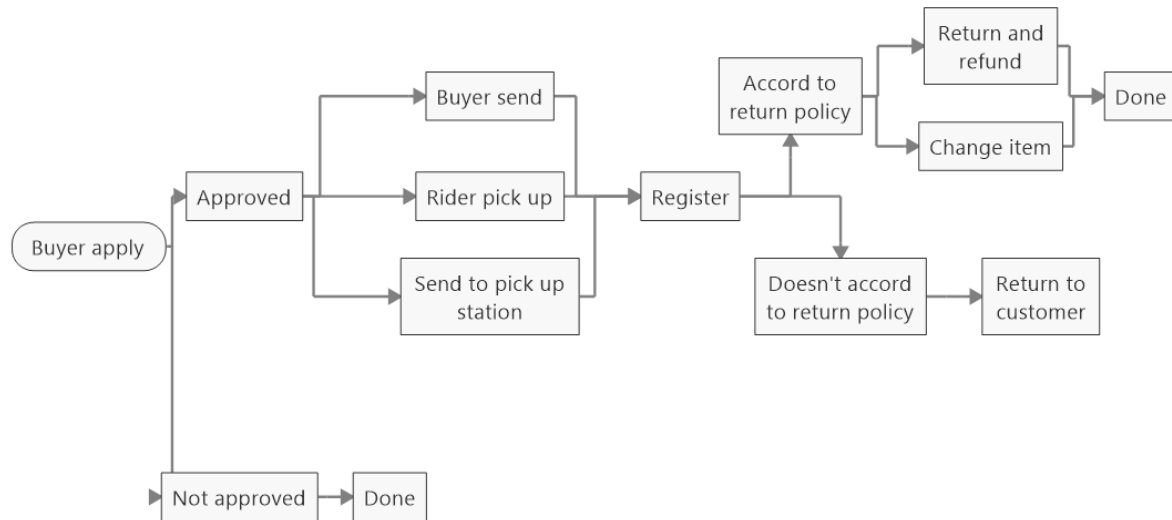 Buyer apply
Approved
Not approved
Done
Buyer send
Rider pick up
Send to pick up
station
Register
Accord to
return policy
Doesn't accord
to return policy
Return and
refund
Change item
Done
Return to
customer